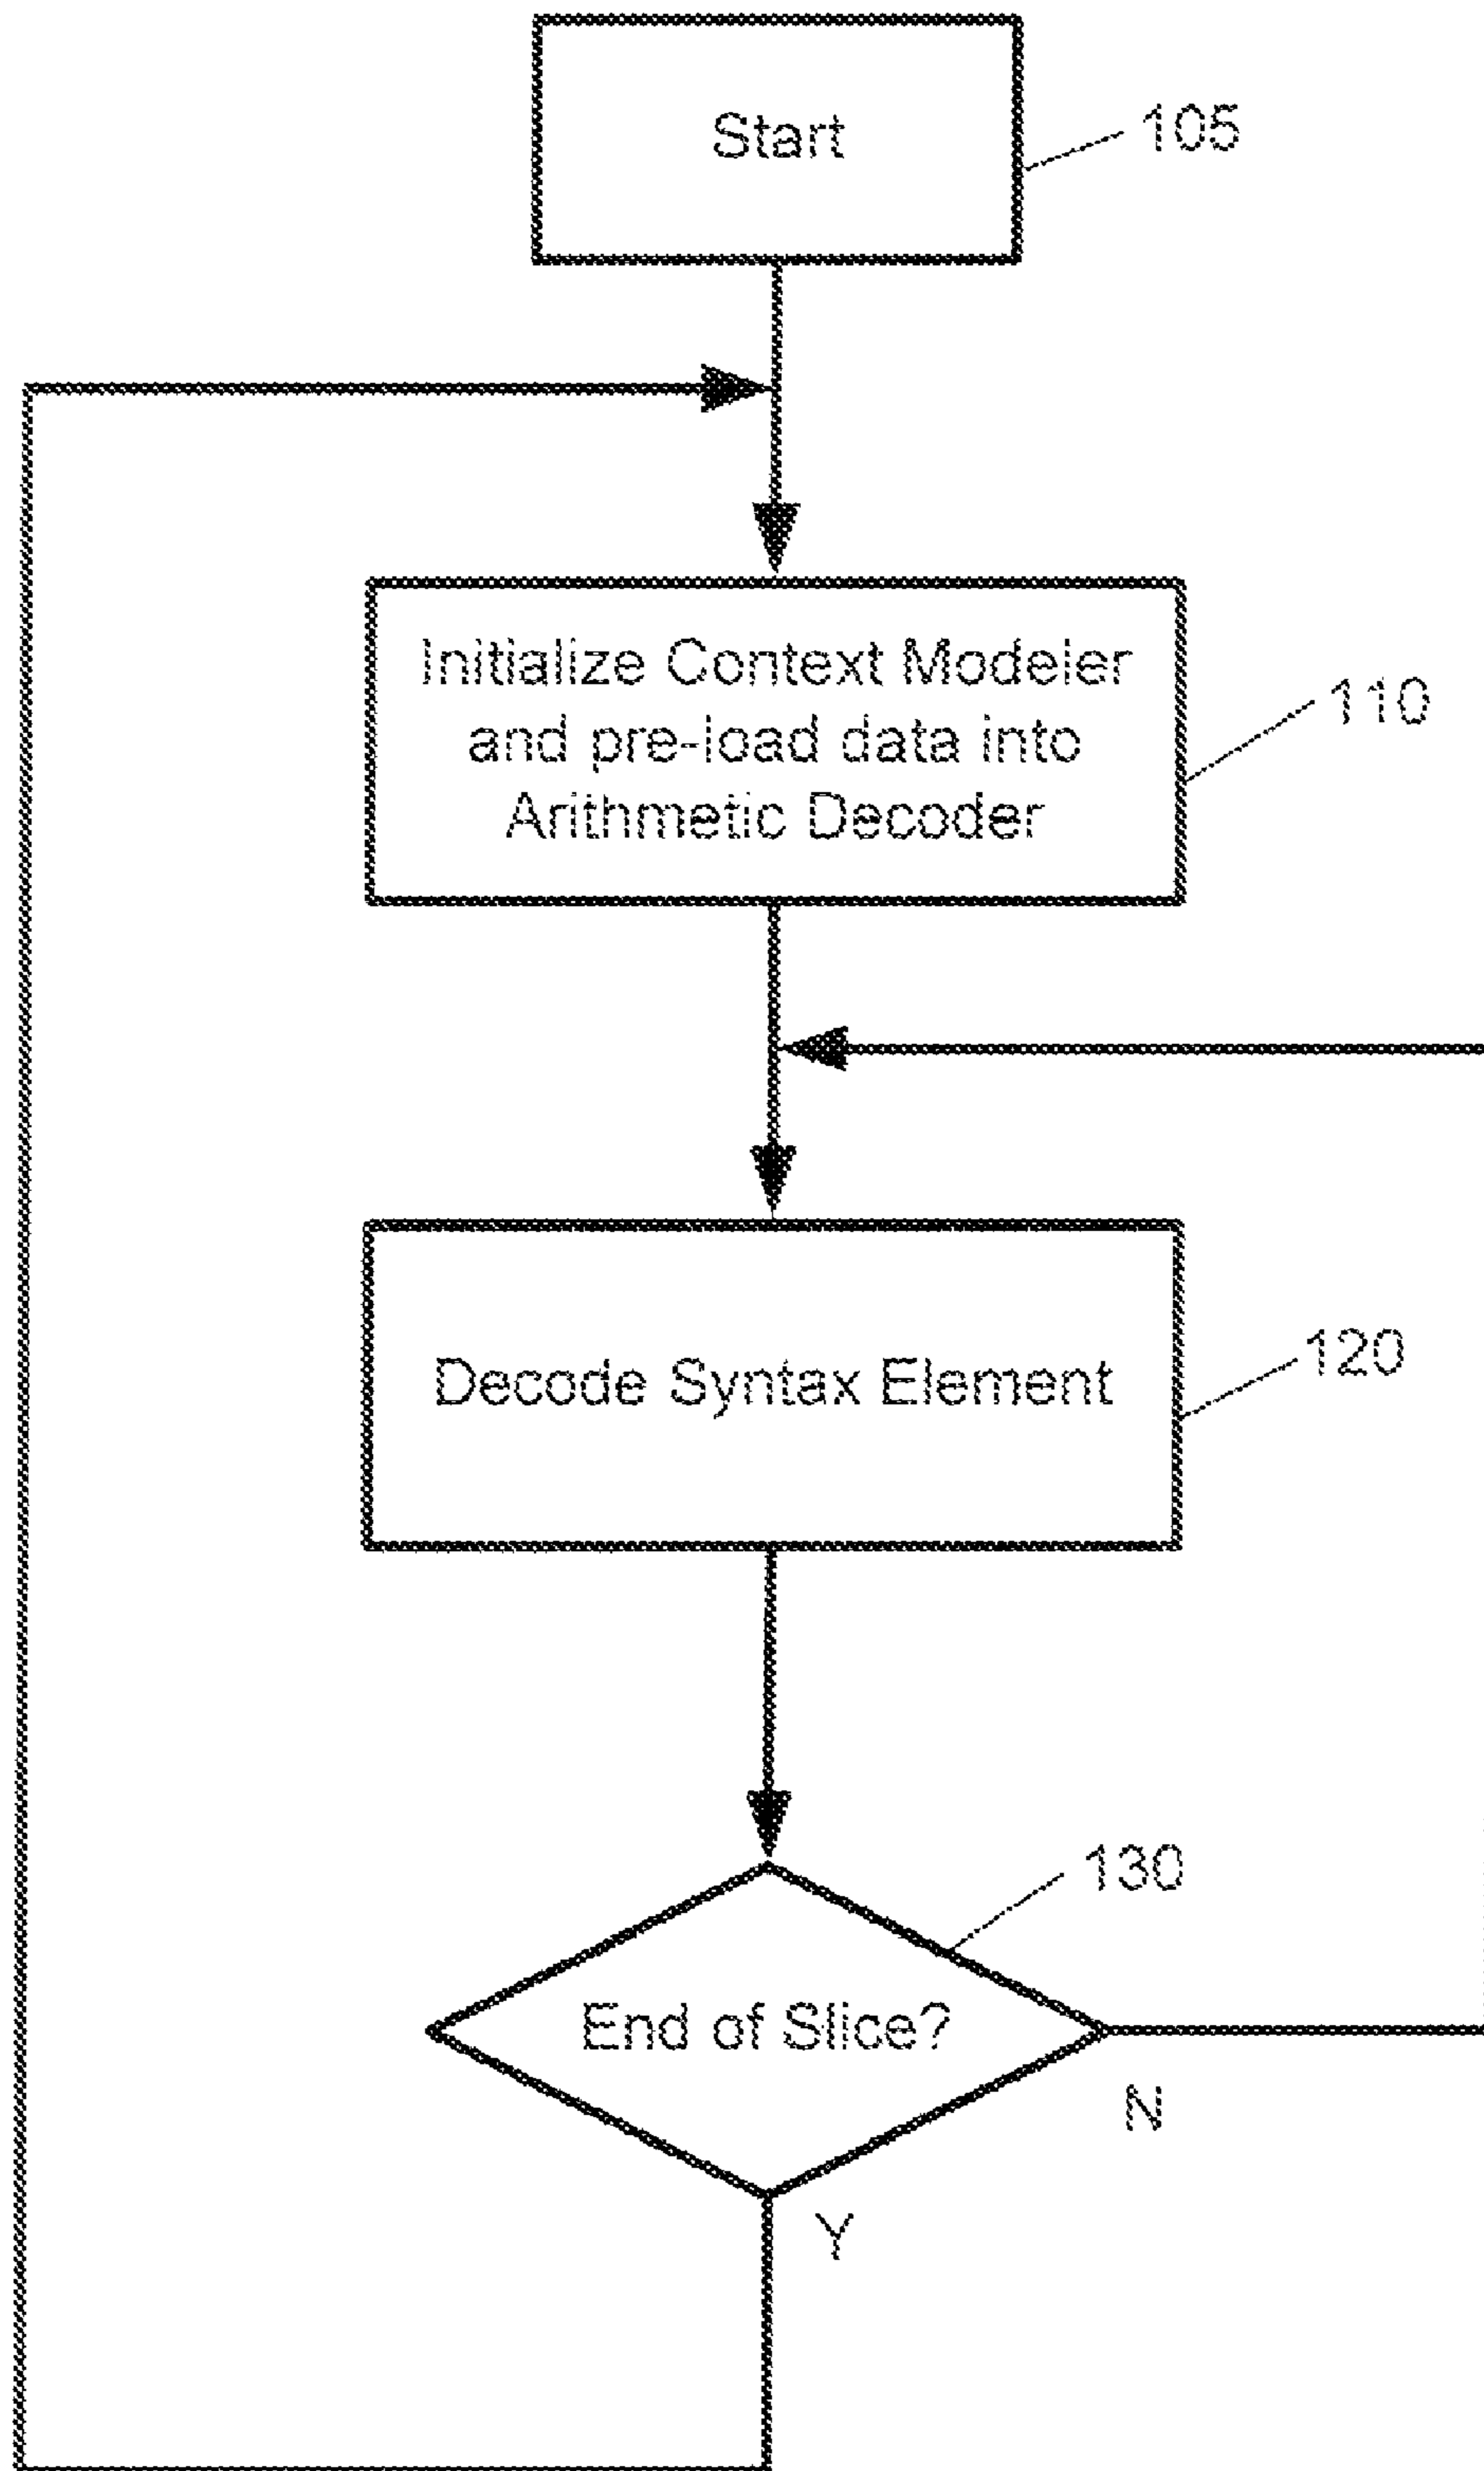 Start
105
Initialize Context Modeler
and pre-load data into
Arithmetic Decoder
110
Decode Syntax Element
120
130
End of Slice?
N
Y